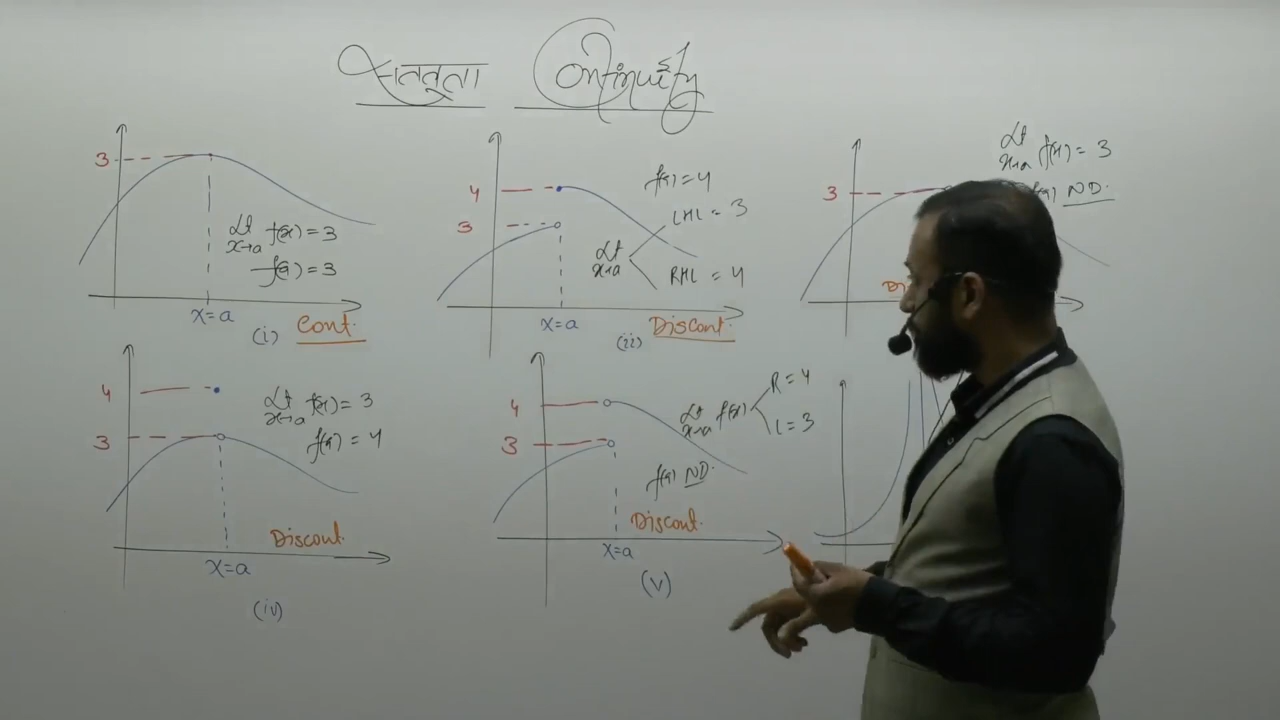 सततता Continuity
3
Lt x→a f(x) = 3
f(a) = 3
x=a
(i) Cont.
4
3
f(a) = 4
LHL = 3
Lt x→a
RHL = 4
x=a
(ii) Discont.
Lt x→a f(x) = 3
f(a) ND.
3
4
3
Lt x→a f(x) = 3
f(a) = 4
Discont.
x=a
(iv)
4
3
Lt x→a f(x)
R = 4
L = 3
f(a) ND.
Discont.
x=a
(v)